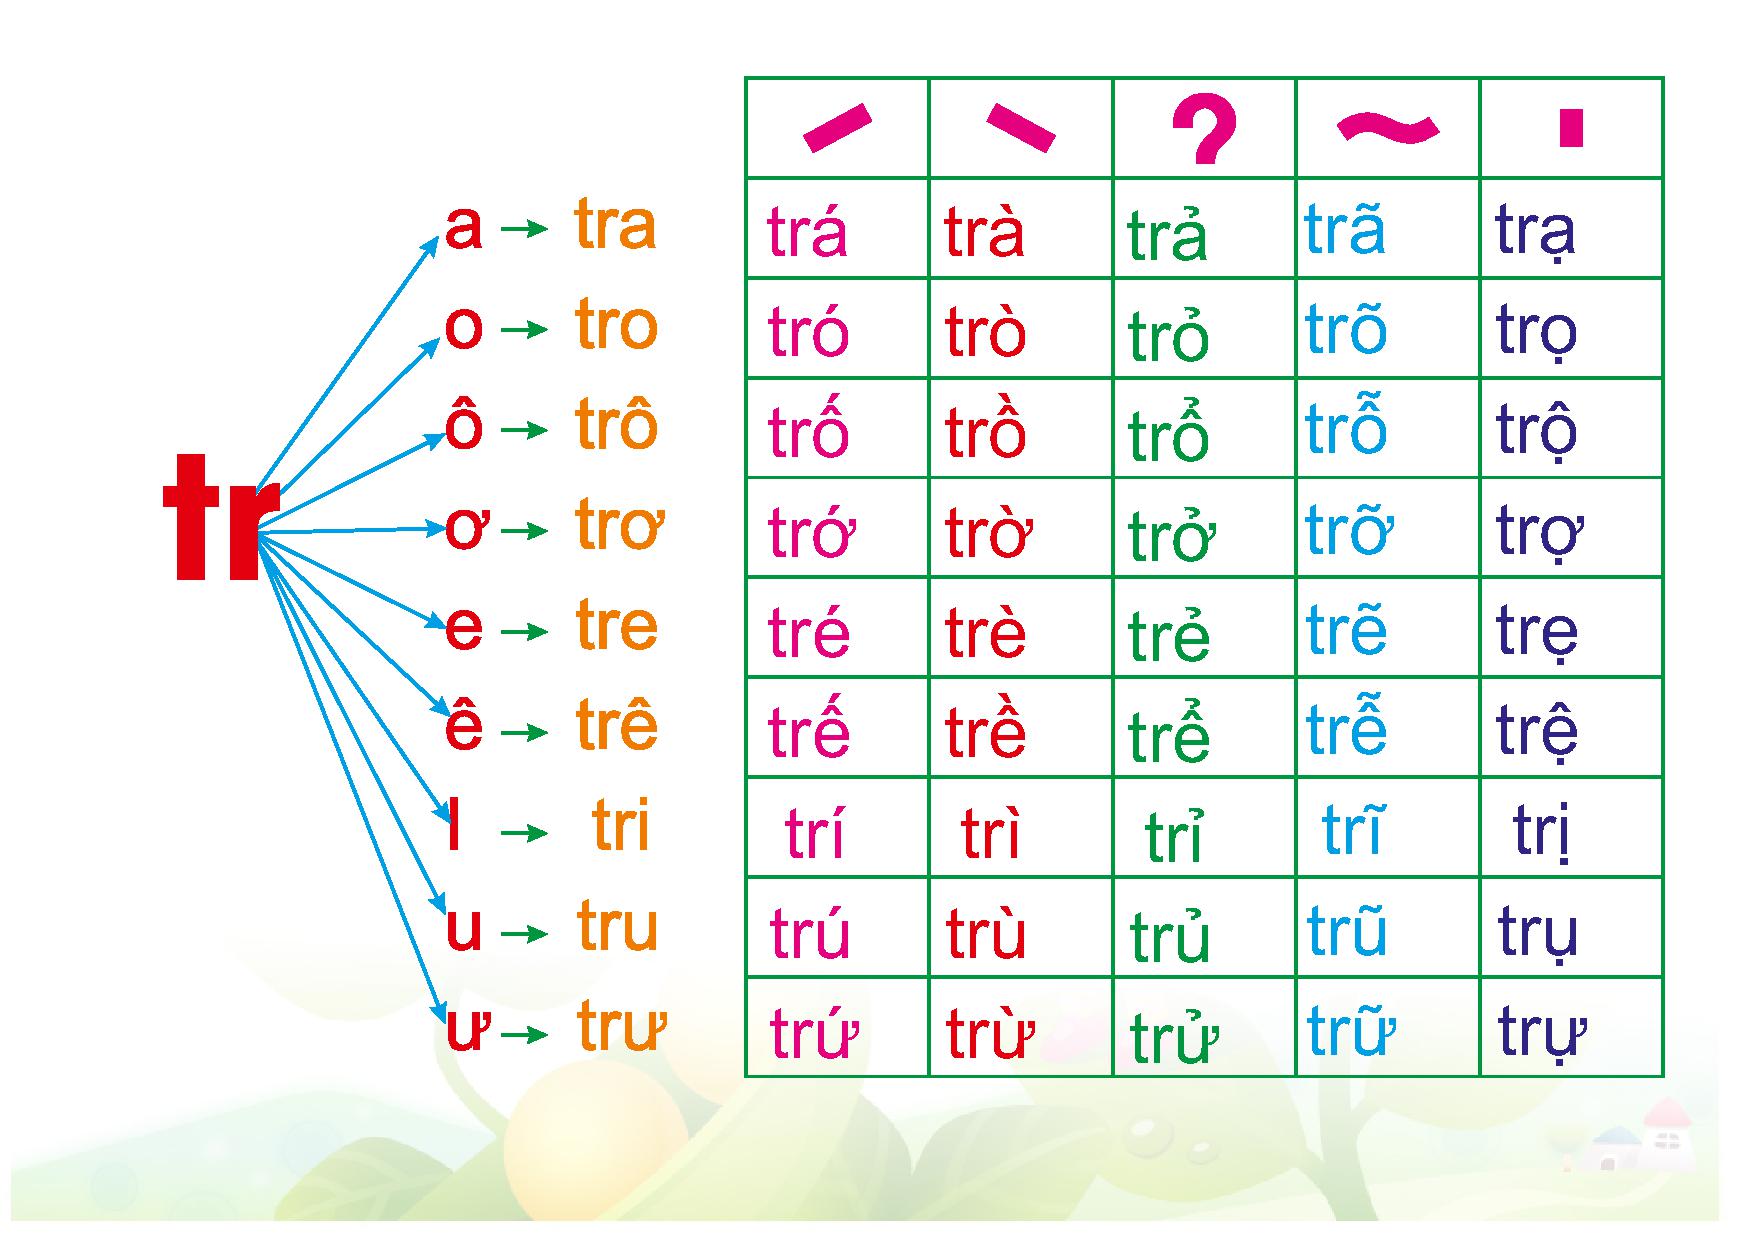 ´ ` ? ~ .
tr
a → tra trá trà trả trã trạ
o → tro tró trò trỏ trõ trọ
ô → trô trố trồ trổ trỗ trộ
ơ → trơ trớ trờ trở trỡ trợ
e → tre tré trè trẻ trẽ trẹ
ê → trê trế trề trể trễ trệ
I → tri trí trì trỉ trĩ trị
u → tru trú trù trủ trũ trụ
ư → trư trứ trừ trử trữ trự